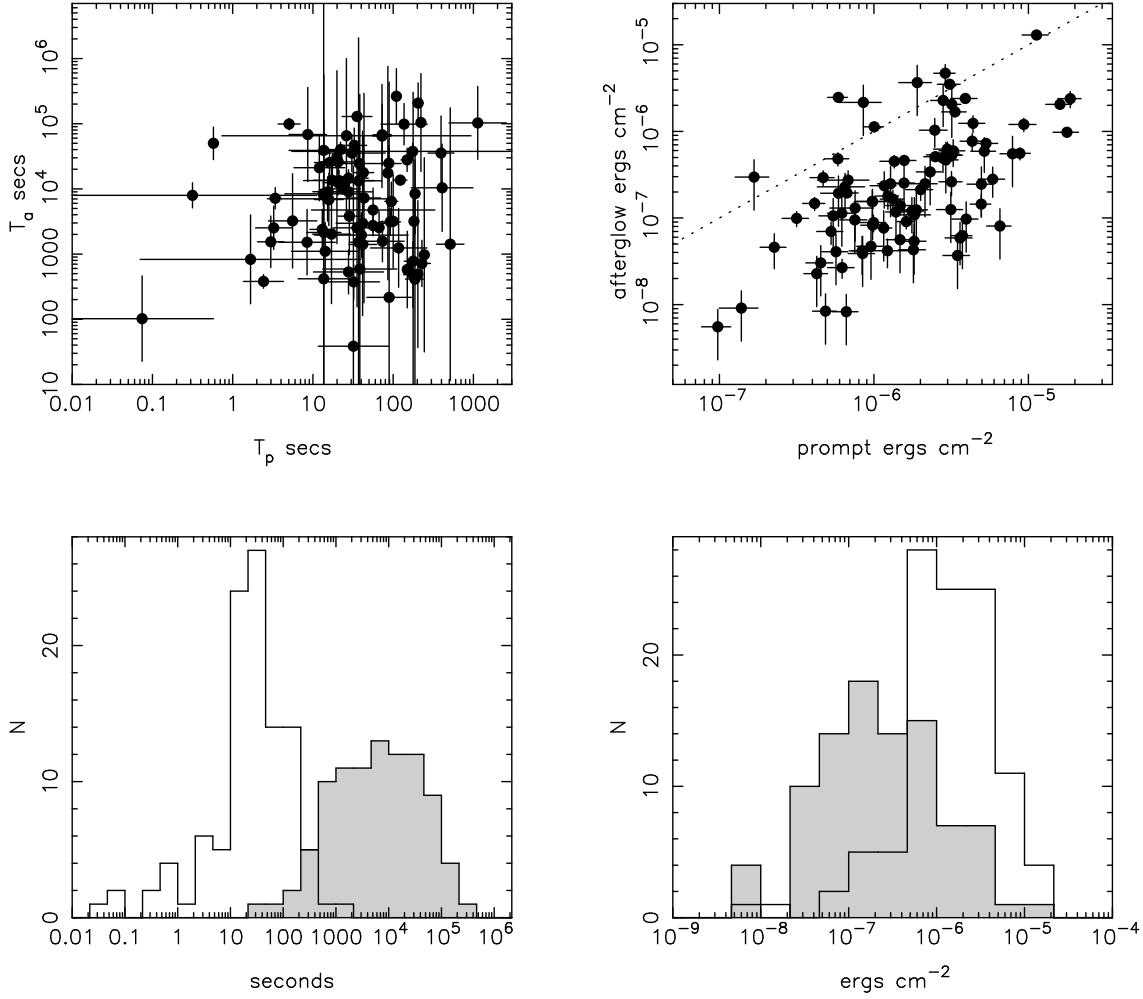 T_a secs
10⁶
10⁵
10⁴
1000
100
10
0.01 0.1 1 10 100 1000
T_p secs
afterglow ergs cm⁻²
10⁻⁵
10⁻⁶
10⁻⁷
10⁻⁸
10⁻⁷ 10⁻⁶ 10⁻⁵
prompt ergs cm⁻²
N
20
10
0
0.01 0.1 1 10 100 1000 10⁴ 10⁵ 10⁶
seconds
N
20
10
0
10⁻⁹ 10⁻⁸ 10⁻⁷ 10⁻⁶ 10⁻⁵ 10⁻⁴
ergs cm⁻²